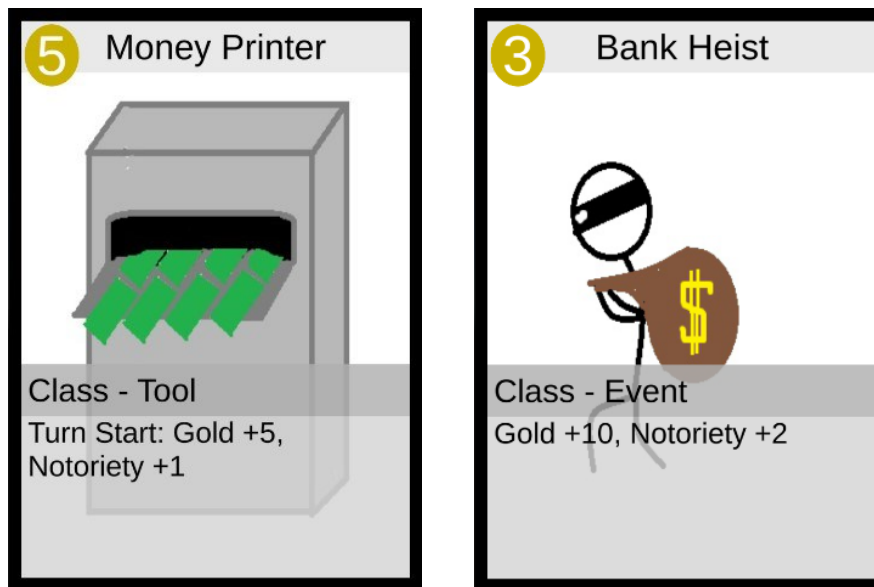 5 Money Printer
Class - Tool
Turn Start: Gold +5,
Notoriety +1
3 Bank Heist
$
Class - Event
Gold +10, Notoriety +2